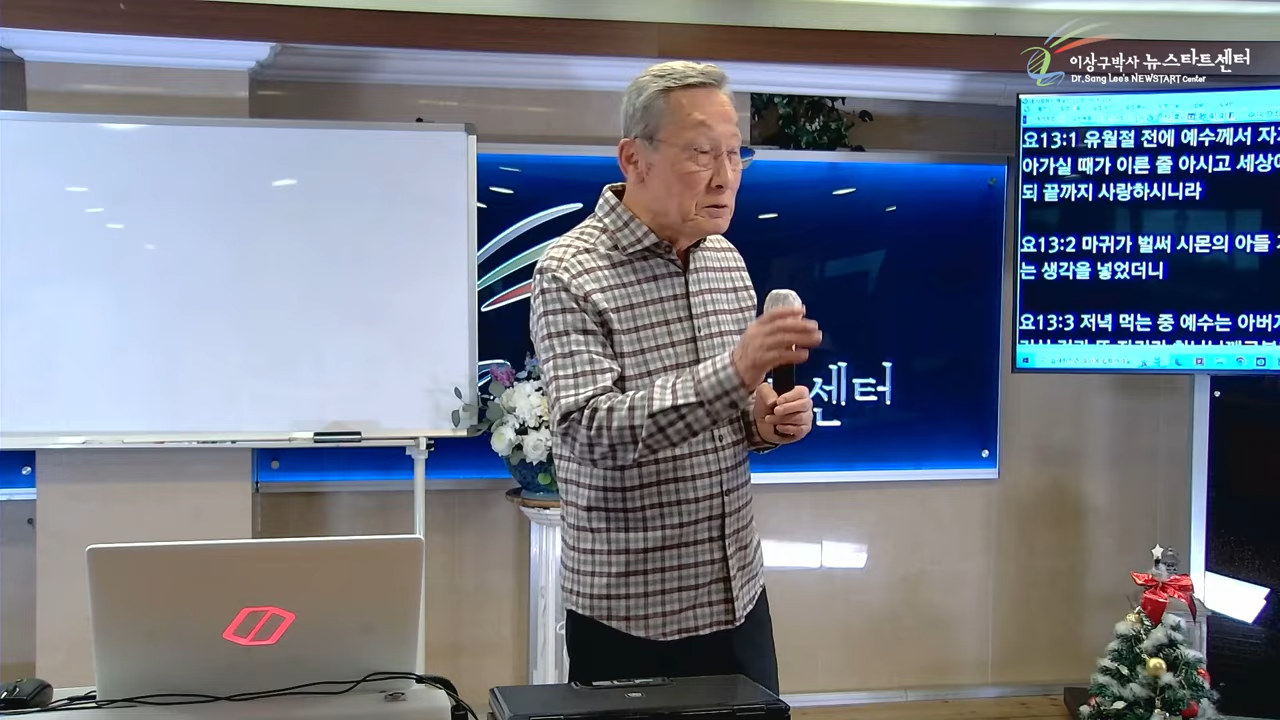 이상구박사 뉴스타트센터
Dr.Sang Lee's NEWSTART Center
요13:1 유월절 전에 예수께서 자
아가실 때가 이른 줄 아시고 세상
되 끝까지 사랑하시니라
요13:2 마귀가 벌써 시몬의 아들
는 생각을 넣었더니
요13:3 저녁 먹는 중 예수는 아버
센터